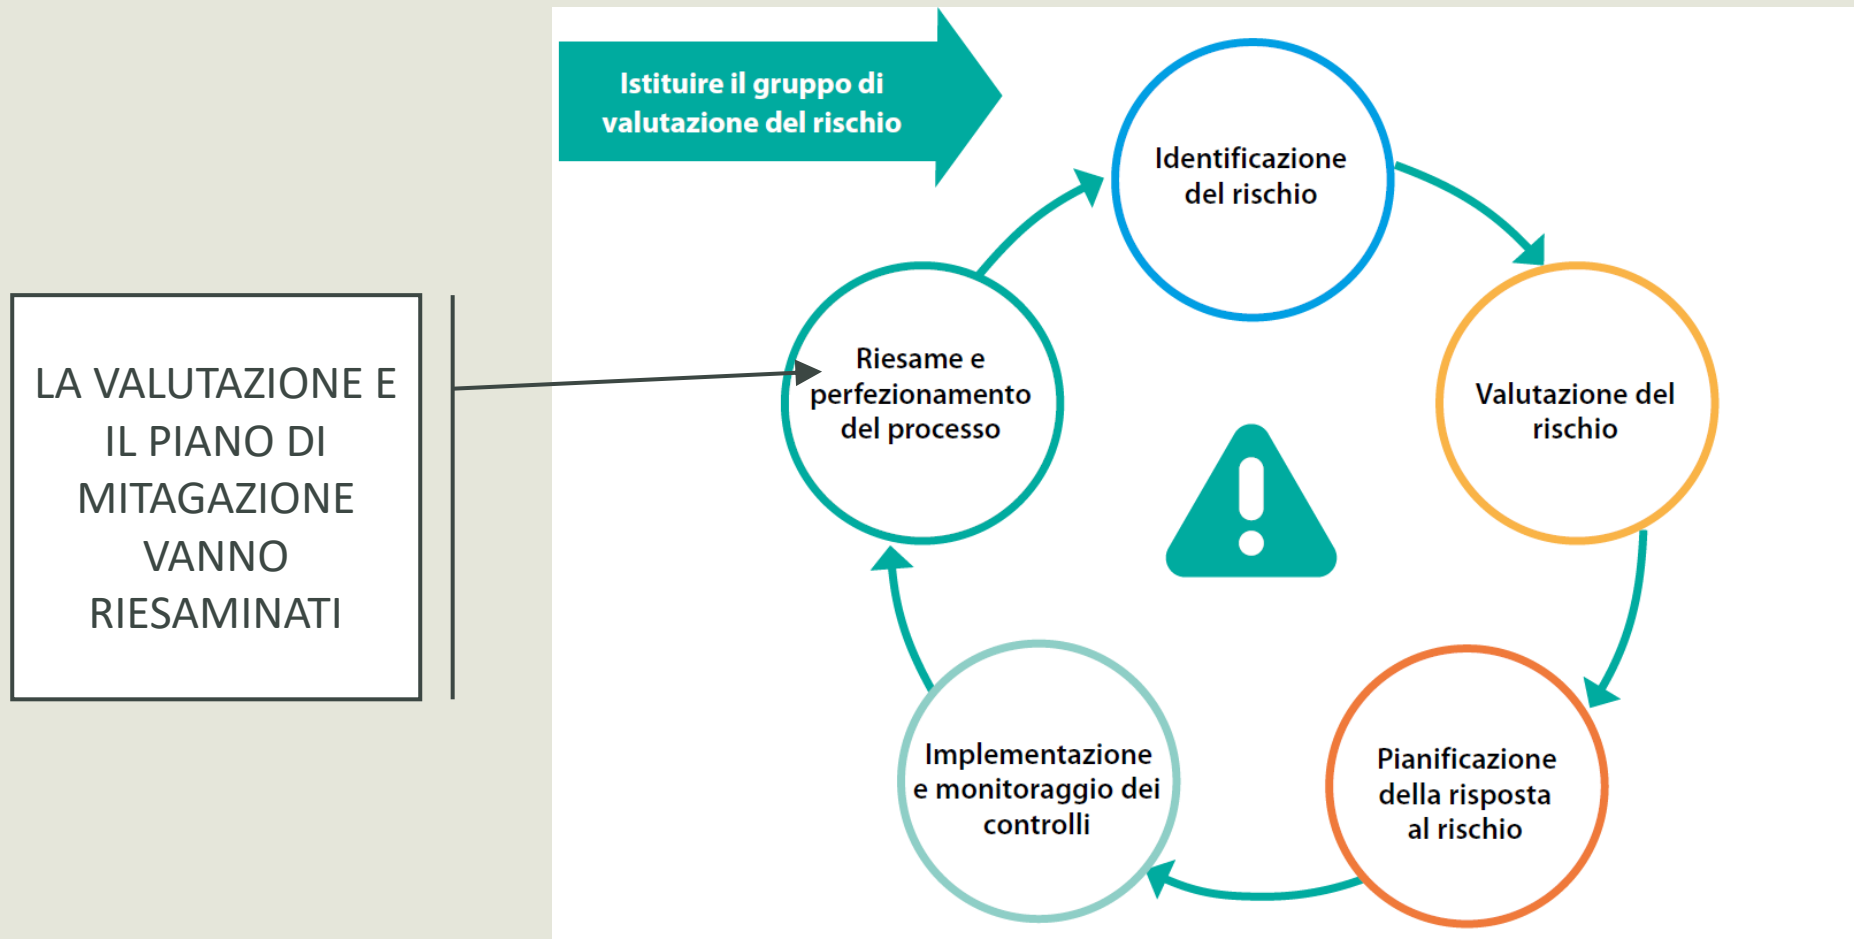 Istituire il gruppo di
valutazione del rischio
Identificazione
del rischio
Valutazione del
rischio
Pianificazione
della risposta
al rischio
Implementazione
e monitoraggio dei
controlli
Riesame e
perfezionamento
del processo
LA VALUTAZIONE E
IL PIANO DI
MITAGAZIONE
VANNO
RIESAMINATI